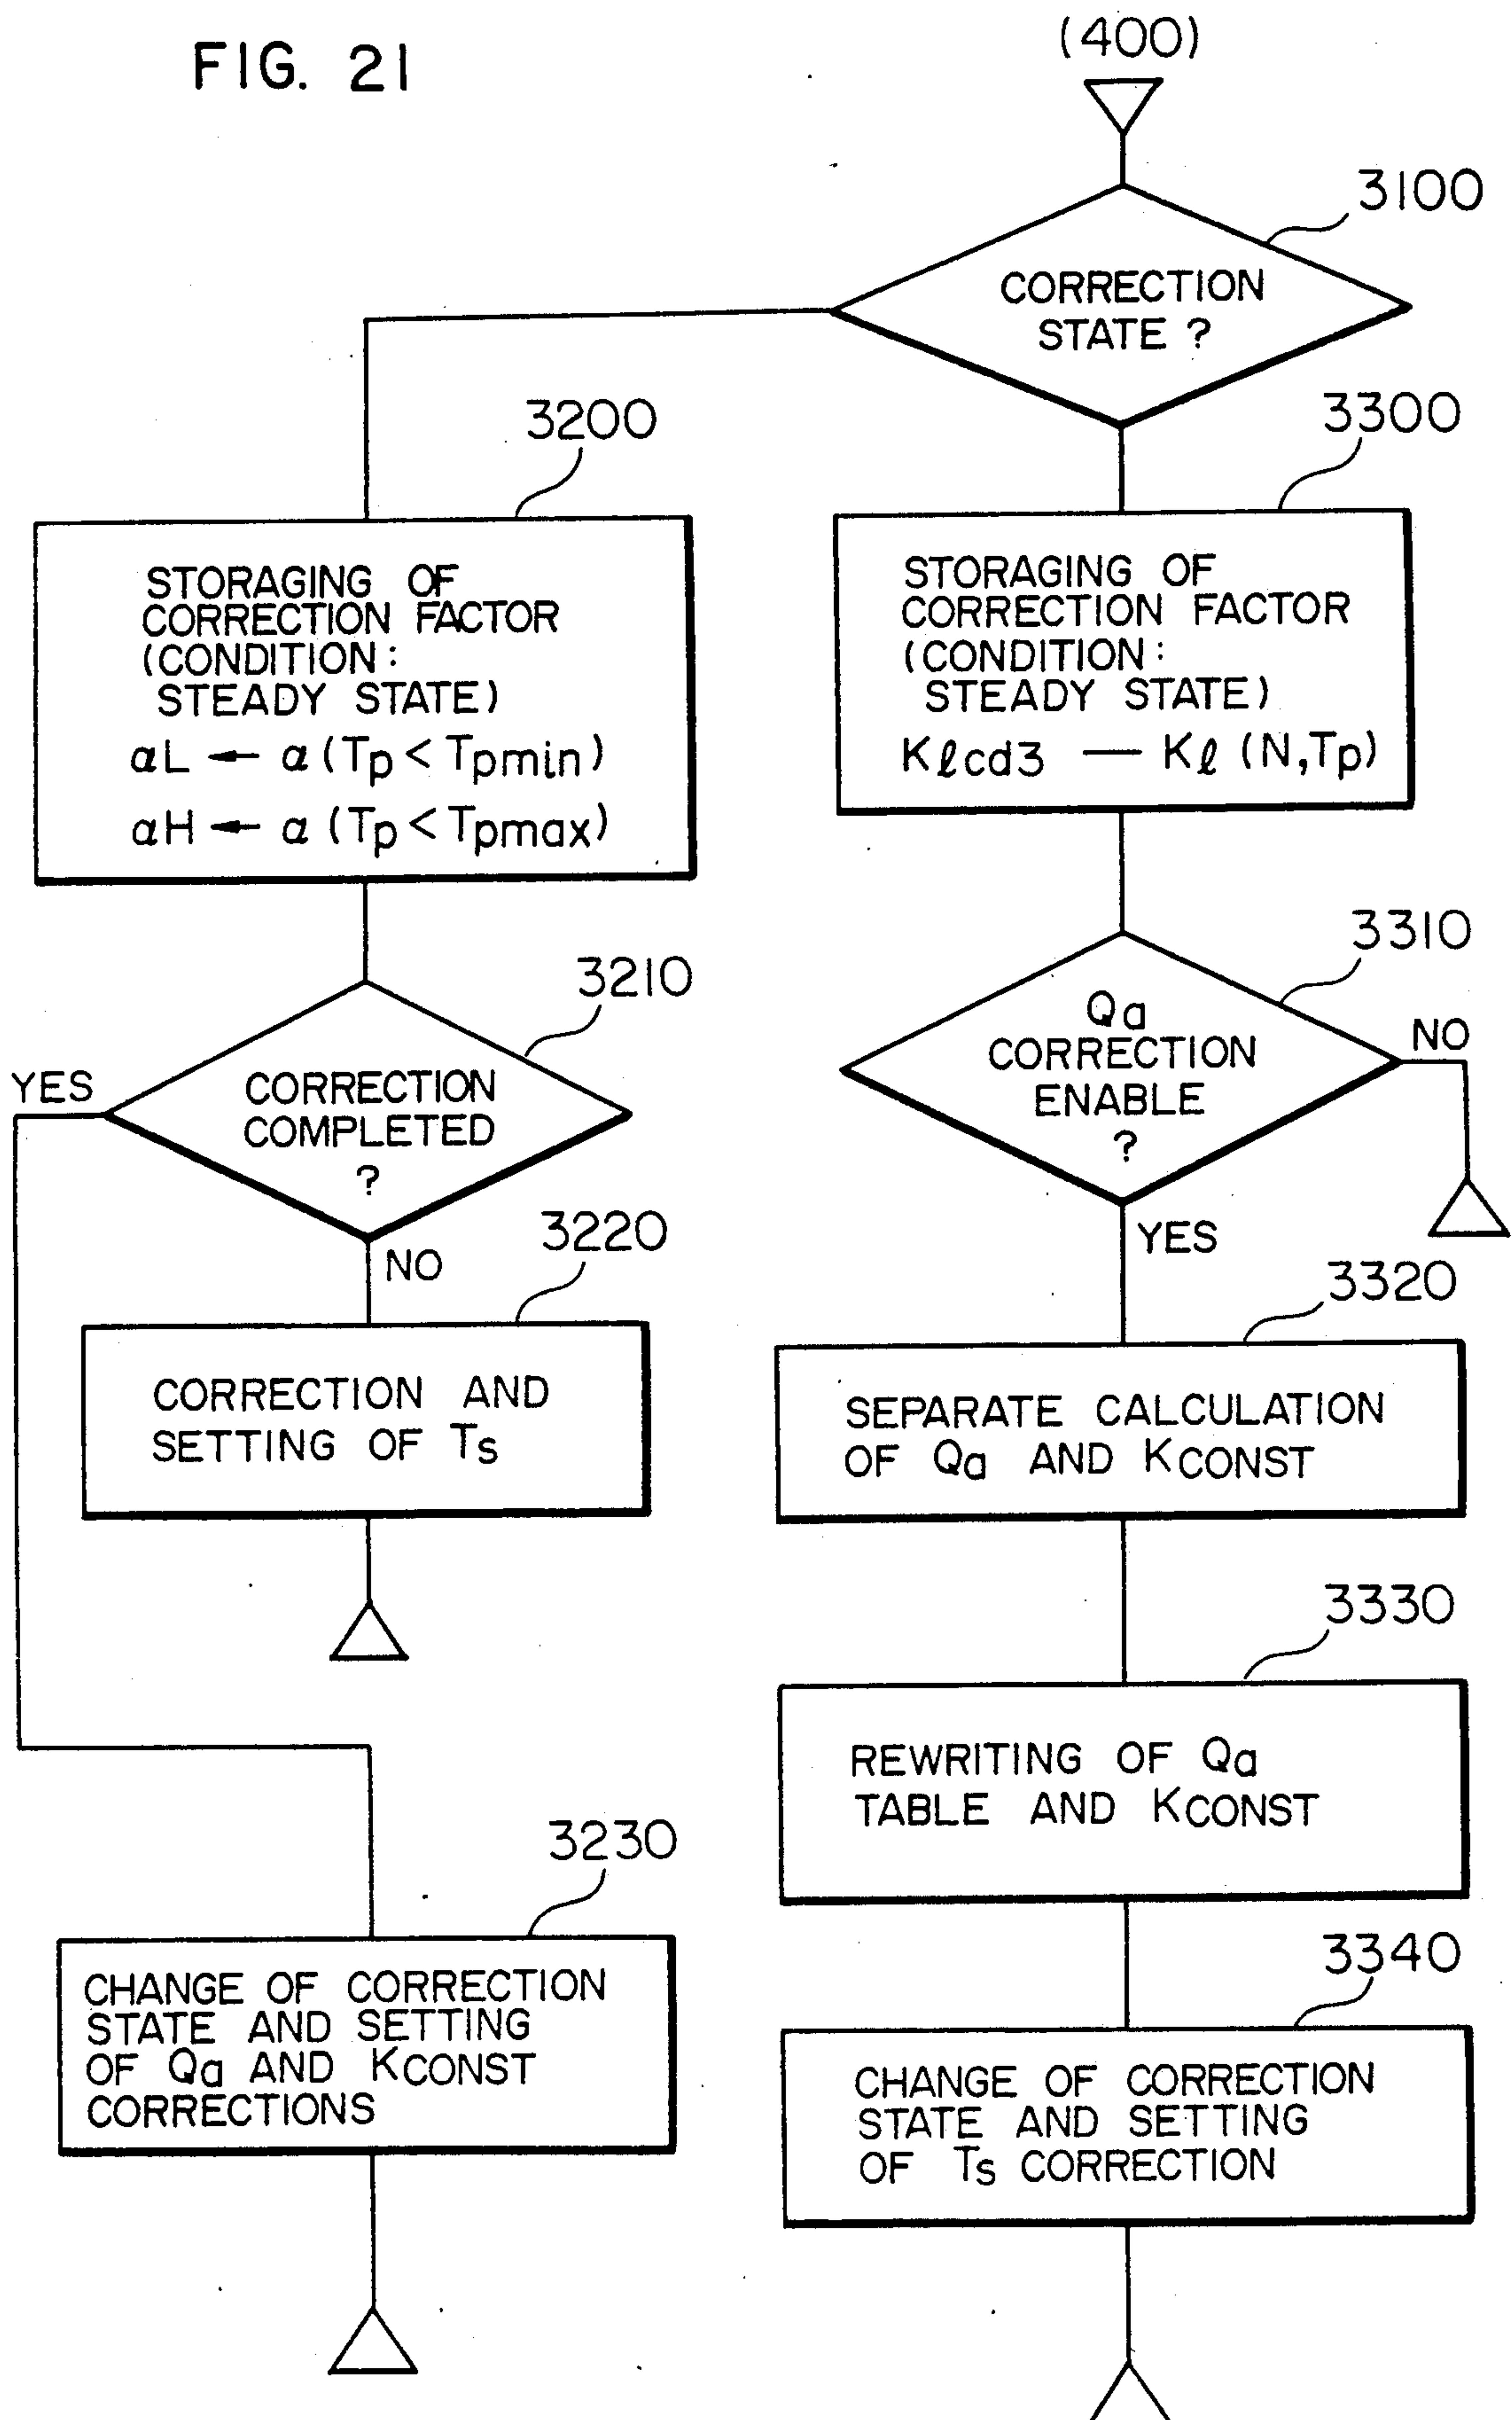 FIG. 21
(400)
3100
CORRECTION
STATE ?
3200
STORAGING OF
CORRECTION FACTOR
(CONDITION:
STEADY STATE)
αL ← α (Tp < Tpmin)
αH ← α (Tp < Tpmax)
3210
YES
CORRECTION
COMPLETED
?
NO
3220
CORRECTION AND
SETTING OF Ts
3230
CHANGE OF CORRECTION
STATE AND SETTING
OF Qa AND KCONST
CORRECTIONS
3300
STORAGING OF
CORRECTION FACTOR
(CONDITION:
STEADY STATE)
Kℓcd3 — Kℓ (N,Tp)
3310
Qa
CORRECTION
ENABLE
?
NO
YES
3320
SEPARATE CALCULATION
OF Qa AND KCONST
3330
REWRITING OF Qa
TABLE AND KCONST
3340
CHANGE OF CORRECTION
STATE AND SETTING
OF Ts CORRECTION